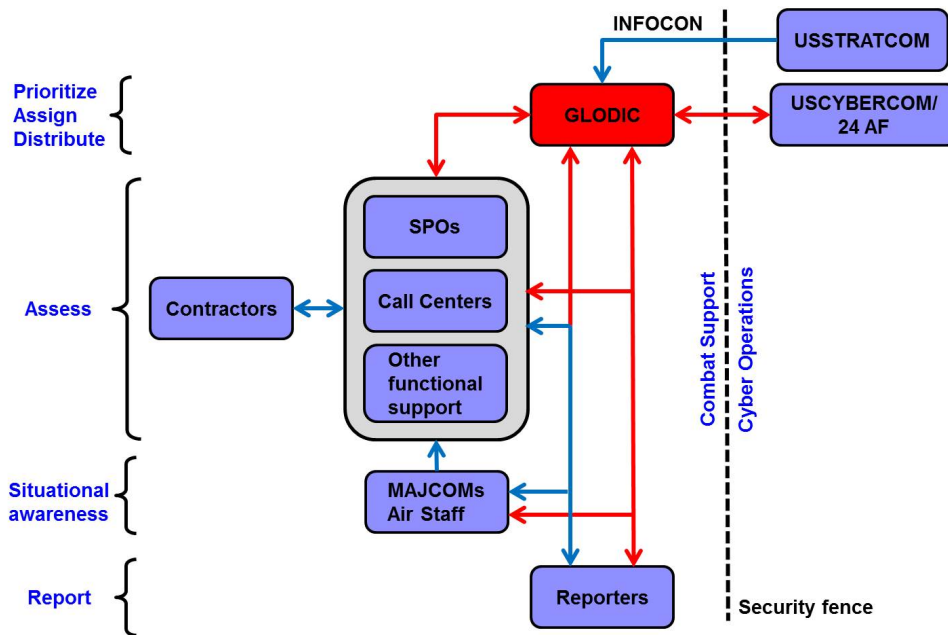 INFOCON
USSTRATCOM
Prioritize
Assign
Distribute
GLODIC
USCYBERCOM/
24 AF
SPOs
Assess
Contractors
Call Centers
Other
functional
support
Combat Support
Cyber Operations
Situational
awareness
MAJCOMs
Air Staff
Report
Reporters
Security fence